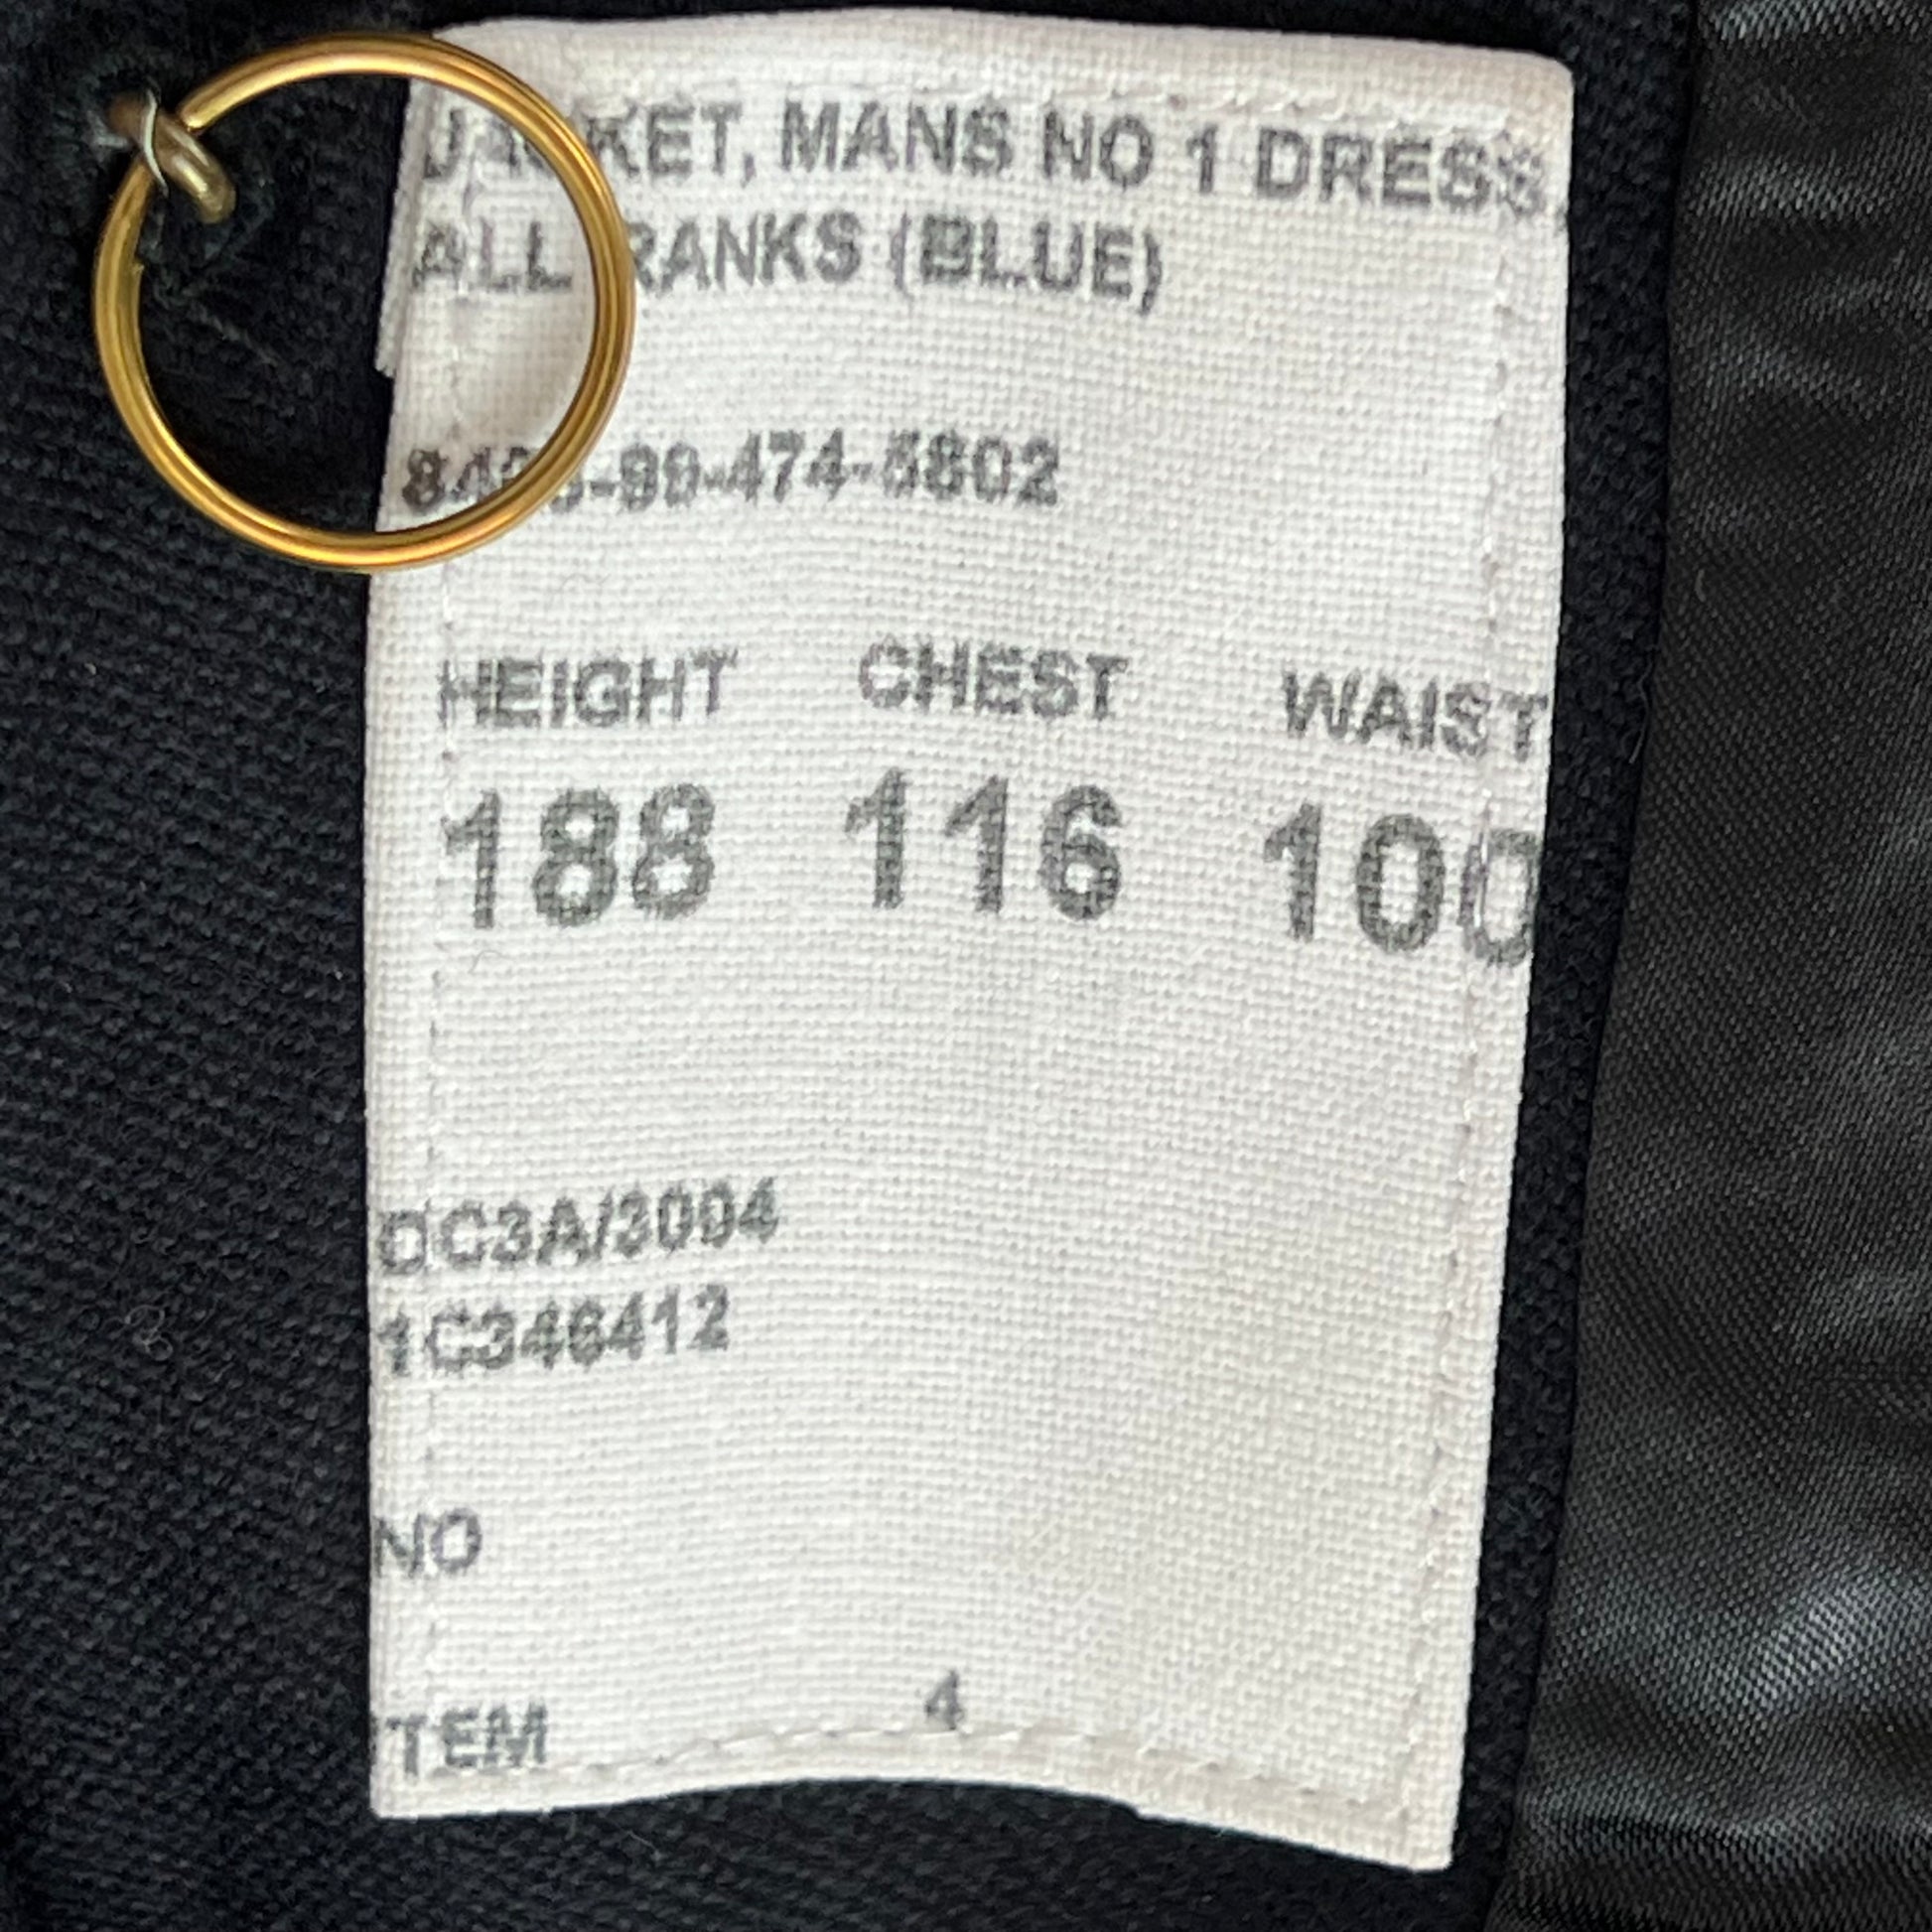 JACKET, MANS NO 1 DRESS
ALL RANKS (BLUE)
8405-99-474-5802
HEIGHT CHEST WAIST
188 116 100
DC3A/3004
1C346412
NO
TEM 4